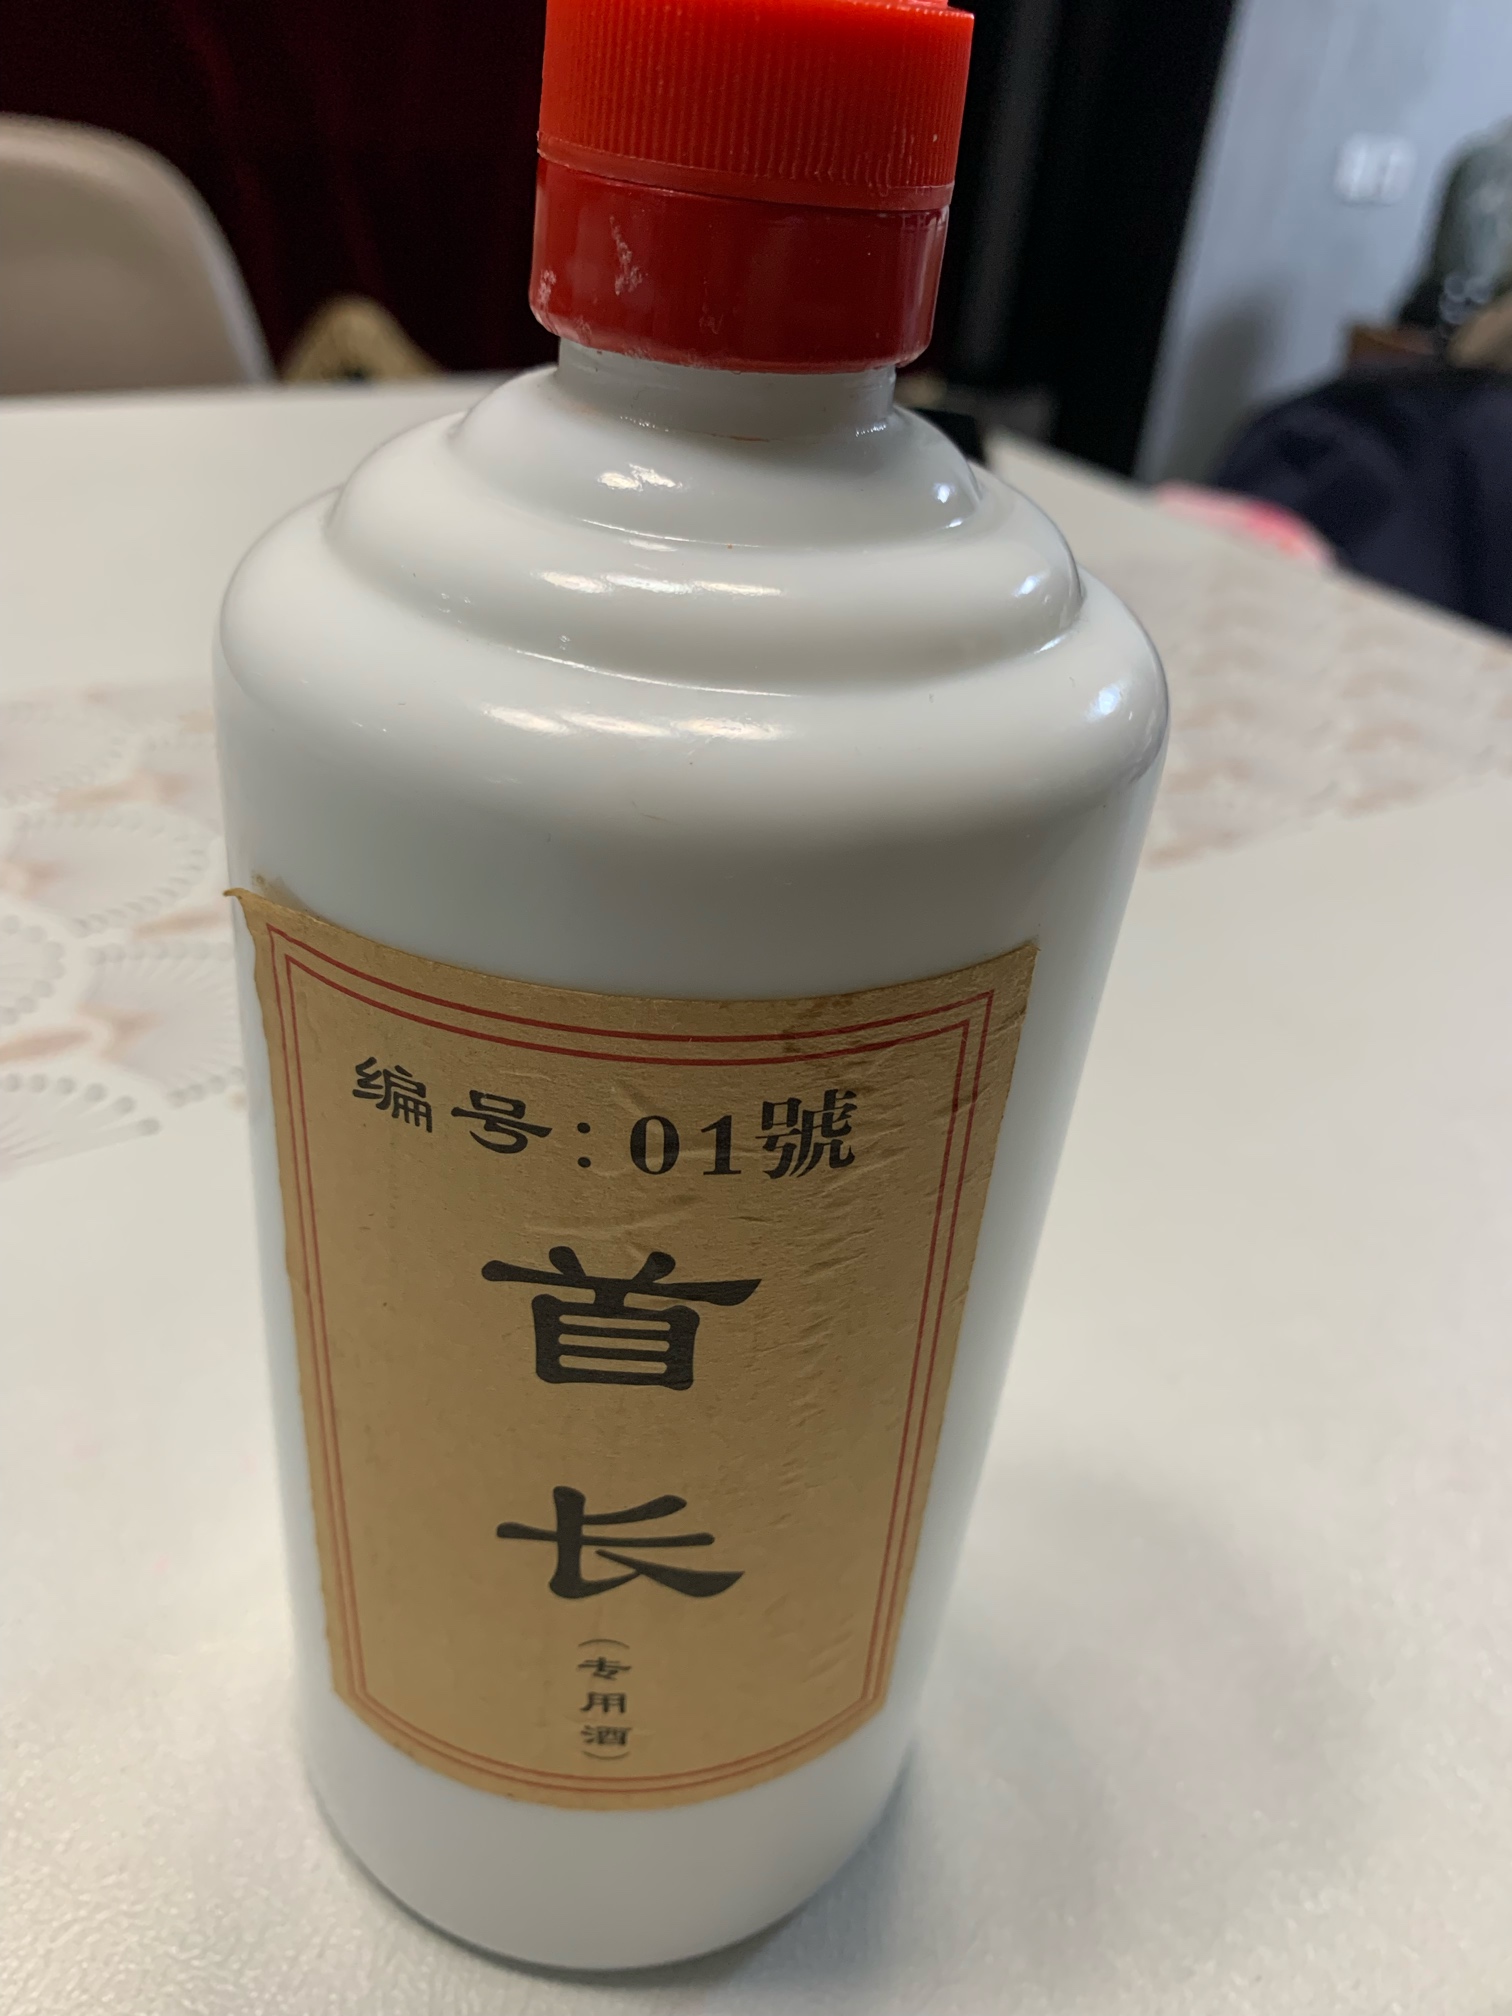 编号：01號
首
长
（专用酒）